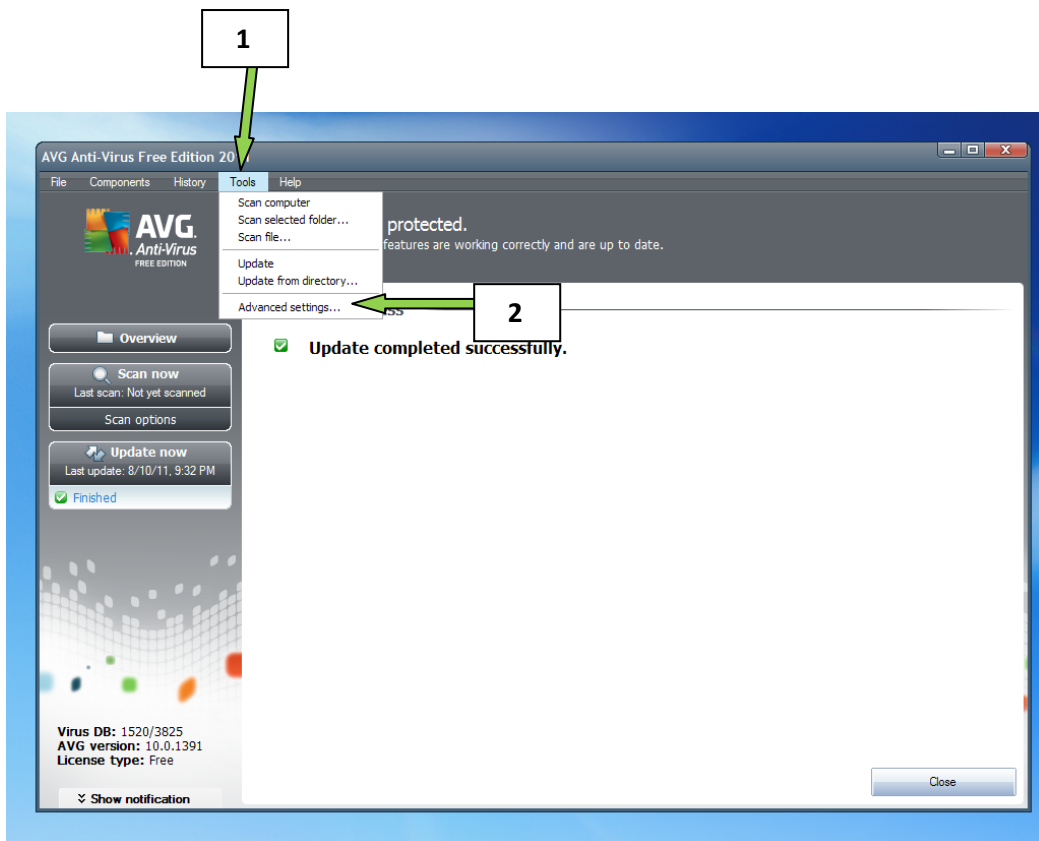 1
AVG Anti-Virus Free Edition 20
File Components History Tools Help
Scan computer
Scan selected folder...
Scan file...
Update
Update from directory...
Advanced settings...
AVG.
Anti-Virus
FREE EDITION
protected.
features are working correctly and are up to date.
2
Overview
Update completed successfully.
Scan now
Last scan: Not yet scanned
Scan options
Update now
Last update: 8/10/11, 9:32 PM
Finished
Virus DB: 1520/3825
AVG version: 10.0.1391
License type: Free
Show notification
Close